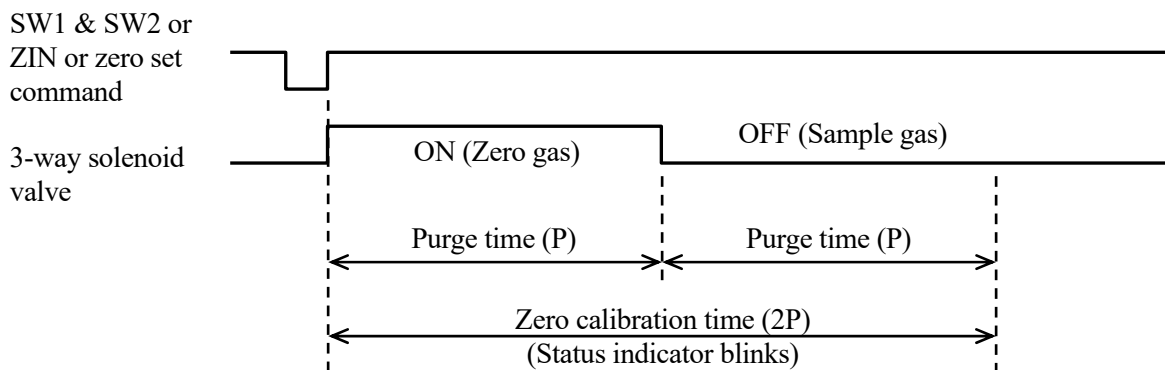 SW1 & SW2 or
ZIN or zero set
command
3-way solenoid
valve
ON (Zero gas)
OFF (Sample gas)
Purge time (P)
Purge time (P)
Zero calibration time (2P)
(Status indicator blinks)